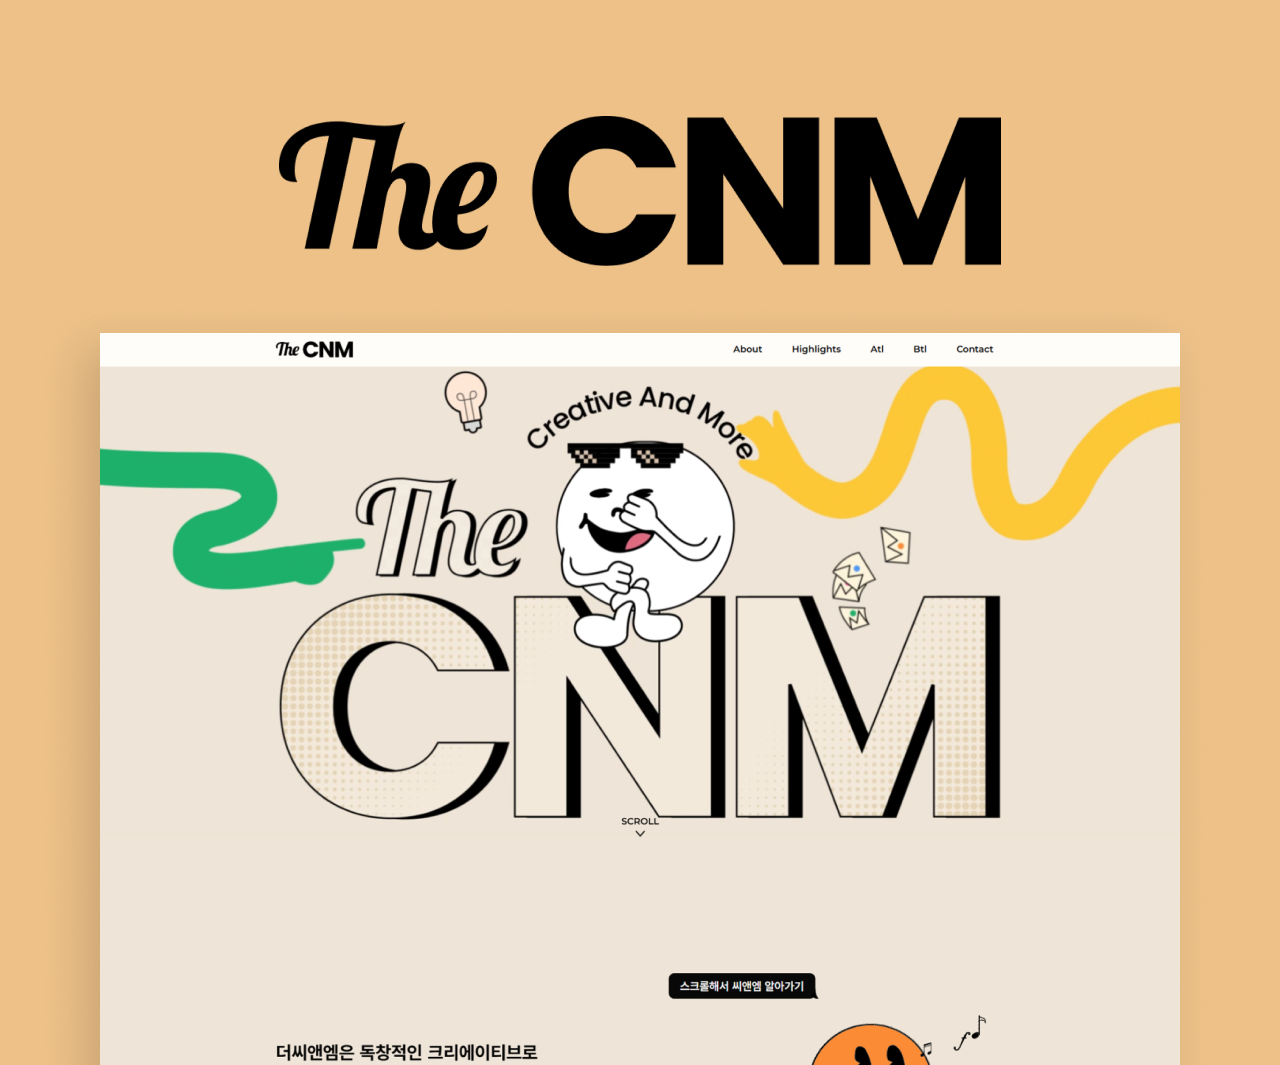 The CNM
The CNM
About Highlights Atl Btl Contact
Creative And More
The
CNM
SCROLL
스크롤해서 씨앤엠 알아가기
더씨앤엠은 독창적인 크리에이티브로